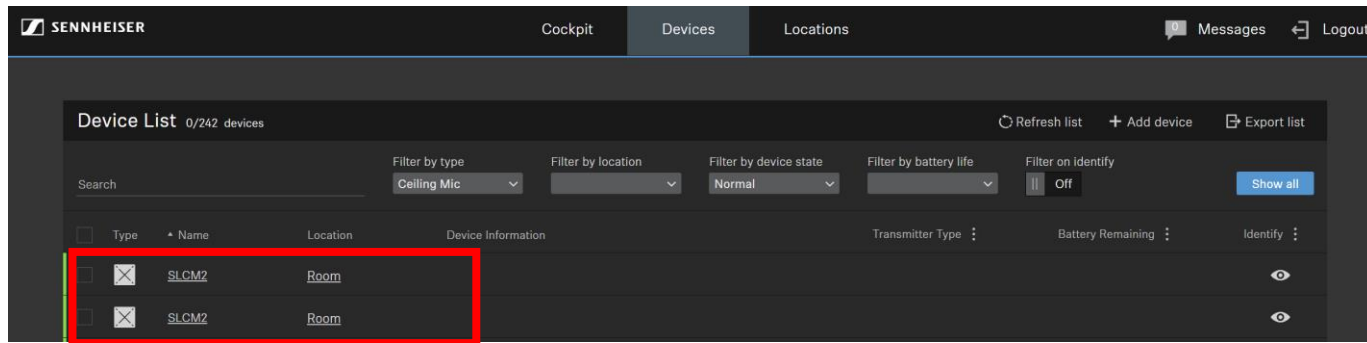 SENNHEISER Cockpit Devices Locations 0 Messages Logout
Device List 0/242 devices Refresh list + Add device Export list
Filter by type Filter by location Filter by device state Filter by battery life Filter on identify
Search Ceiling Mic Normal Off Show all
Type Name Location Device Information Transmitter Type Battery Remaining Identify
SLCM2 Room
SLCM2 Room